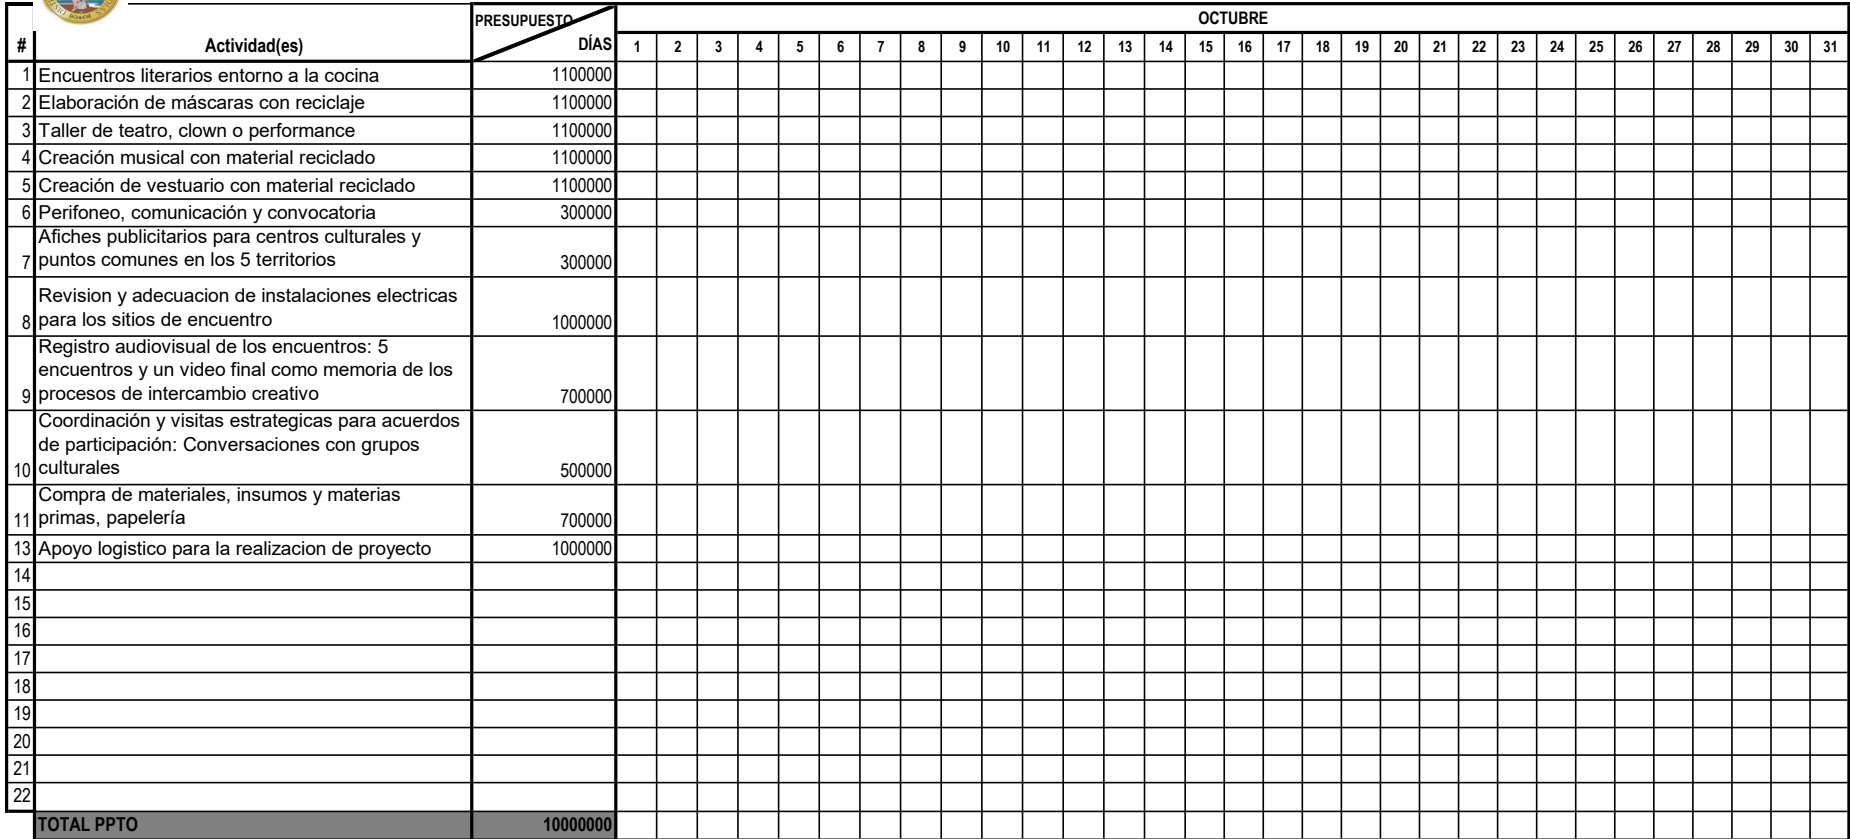 PRESUPUESTO OCTUBRE
# Actividad(es) DÍAS 1 2 3 4 5 6 7 8 9 10 11 12 13 14 15 16 17 18 19 20 21 22 23 24 25 26 27 28 29 30 31
1 Encuentros literarios entorno a la cocina 1100000
2 Elaboración de máscaras con reciclaje 1100000
3 Taller de teatro, clown o performance 1100000
4 Creación musical con material reciclado 1100000
5 Creación de vestuario con material reciclado 1100000
6 Perifoneo, comunicación y convocatoria 300000
Afiches publicitarios para centros culturales y
7 puntos comunes en los 5 territorios 300000
Revision y adecuacion de instalaciones electricas
8 para los sitios de encuentro 1000000
Registro audiovisual de los encuentros: 5
encuentros y un video final como memoria de los
9 procesos de intercambio creativo 700000
Coordinación y visitas estrategicas para acuerdos
de participación: Conversaciones con grupos
10 culturales 500000
Compra de materiales, insumos y materias
11 primas, papelería 700000
13 Apoyo logistico para la realizacion de proyecto 1000000
14
15
16
17
18
19
20
21
22
TOTAL PPTO 10000000